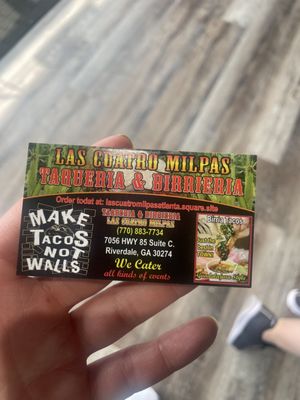 LAS CUATRO MILPAS
TAQUERIA & BIRRIERIA
Order today at: lascuatromilpasatlanta.square.site
MAKE
TACOS
NOT
WALLS
TAQUERIA & BIRRIERIA
LAS CUATRO MILPAS
(770) 883-7734
7056 HWY 85 Suite C.
Riverdale, GA 30274
We Cater
all kinds of events
Birria Tacos